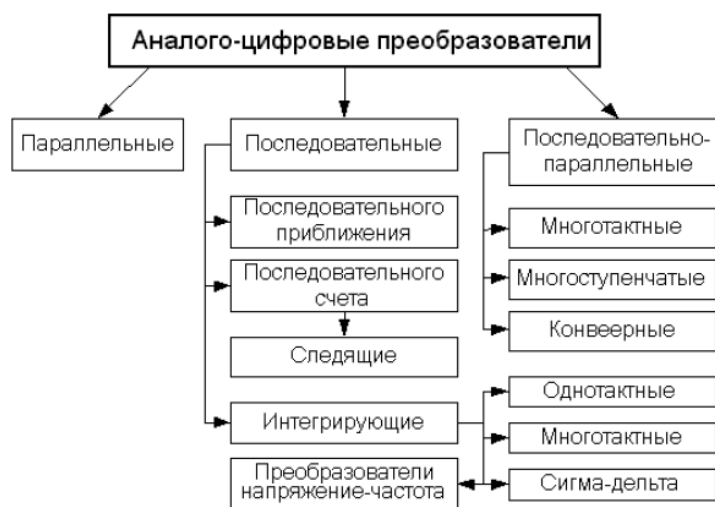 Аналого-цифровые преобразователи
Параллельные
Последовательные
Последовательно-
параллельные
Последовательного
приближения
Многотактные
Последовательного
счета
Многоступенчатые
Следящие
Конвеерные
Интегрирующие
Однотактные
Многотактные
Преобразователи
напряжение-частота
Сигма-дельта